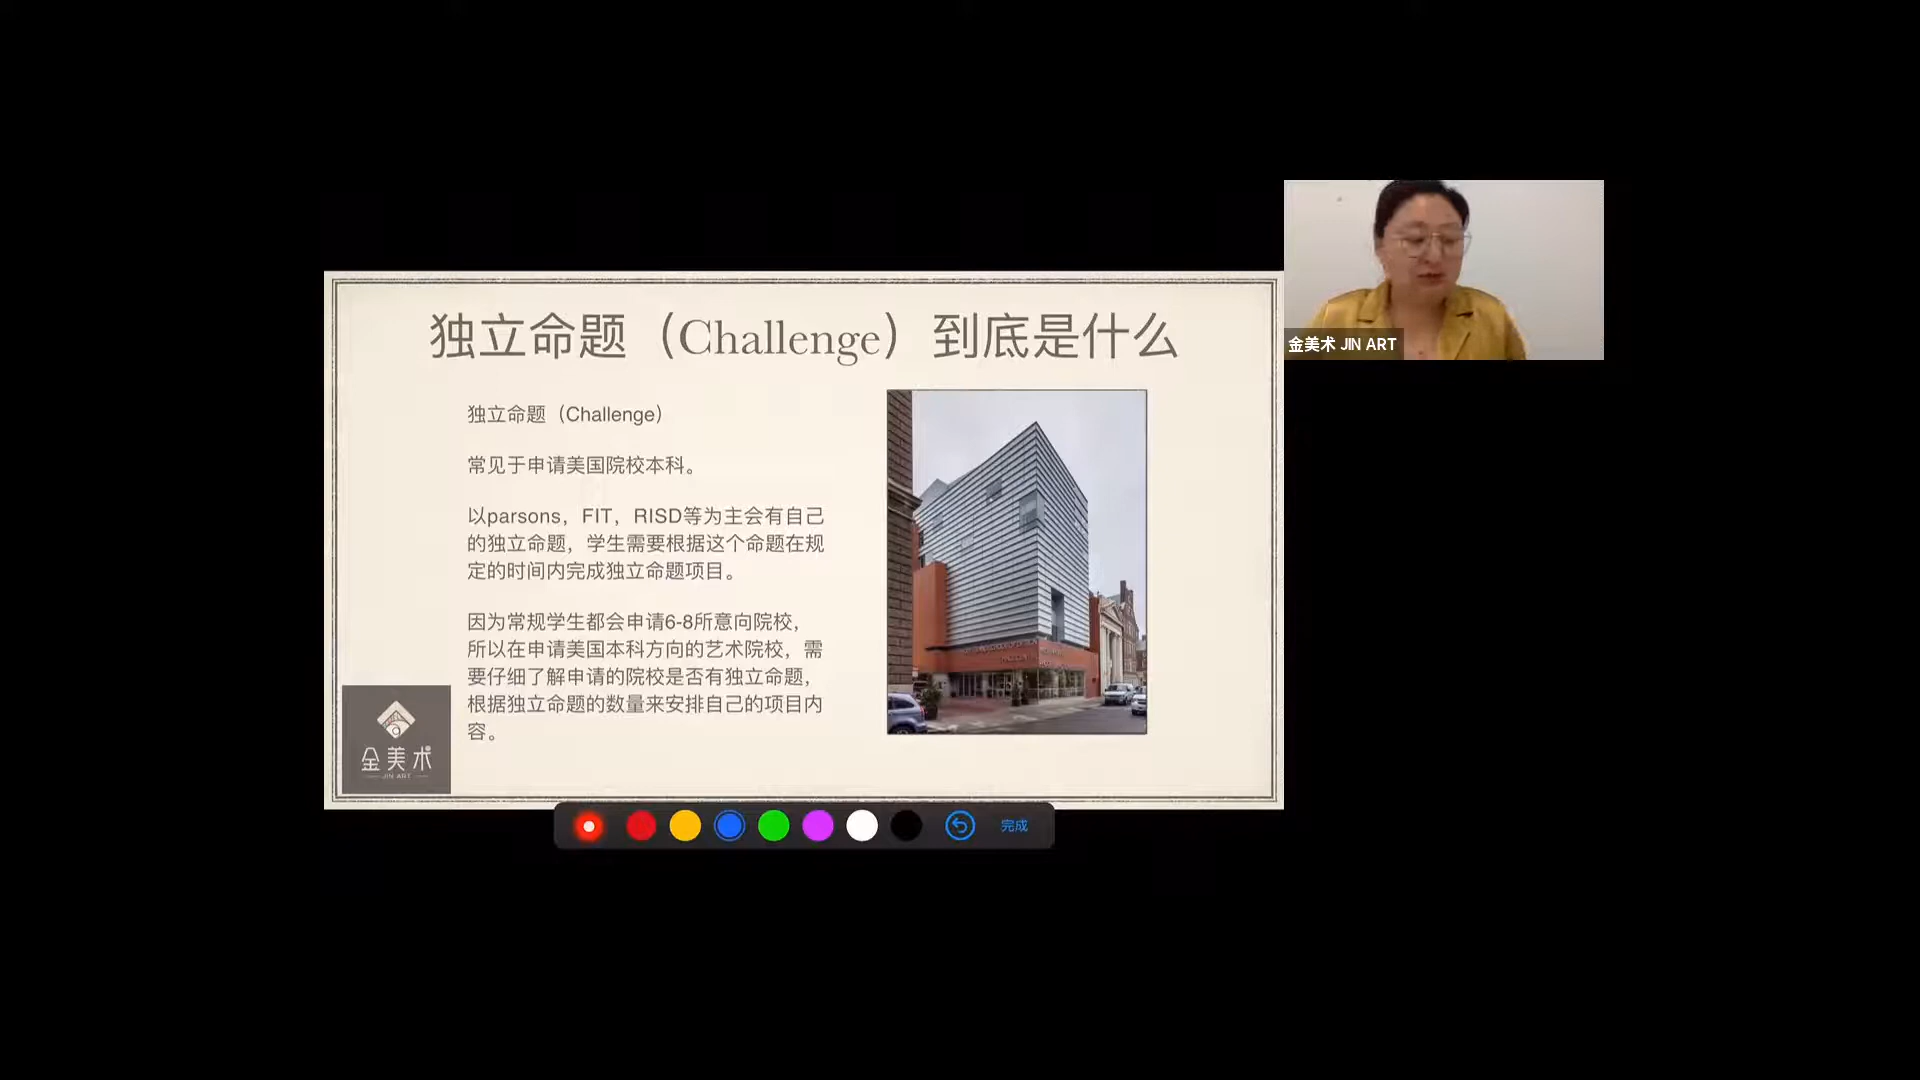 独立命题（Challenge）到底是什么
独立命题（Challenge）
常见于申请美国院校本科。
以parsons，FIT，RISD等为主会有自己
的独立命题，学生需要根据这个命题在规
定的时间内完成独立命题项目。
因为常规学生都会申请6-8所意向院校，
所以在申请美国本科方向的艺术院校，需
要仔细了解申请的院校是否有独立命题，
根据独立命题的数量来安排自己的项目内
容。
金美术
JIN ART
金美术 JIN ART
完成